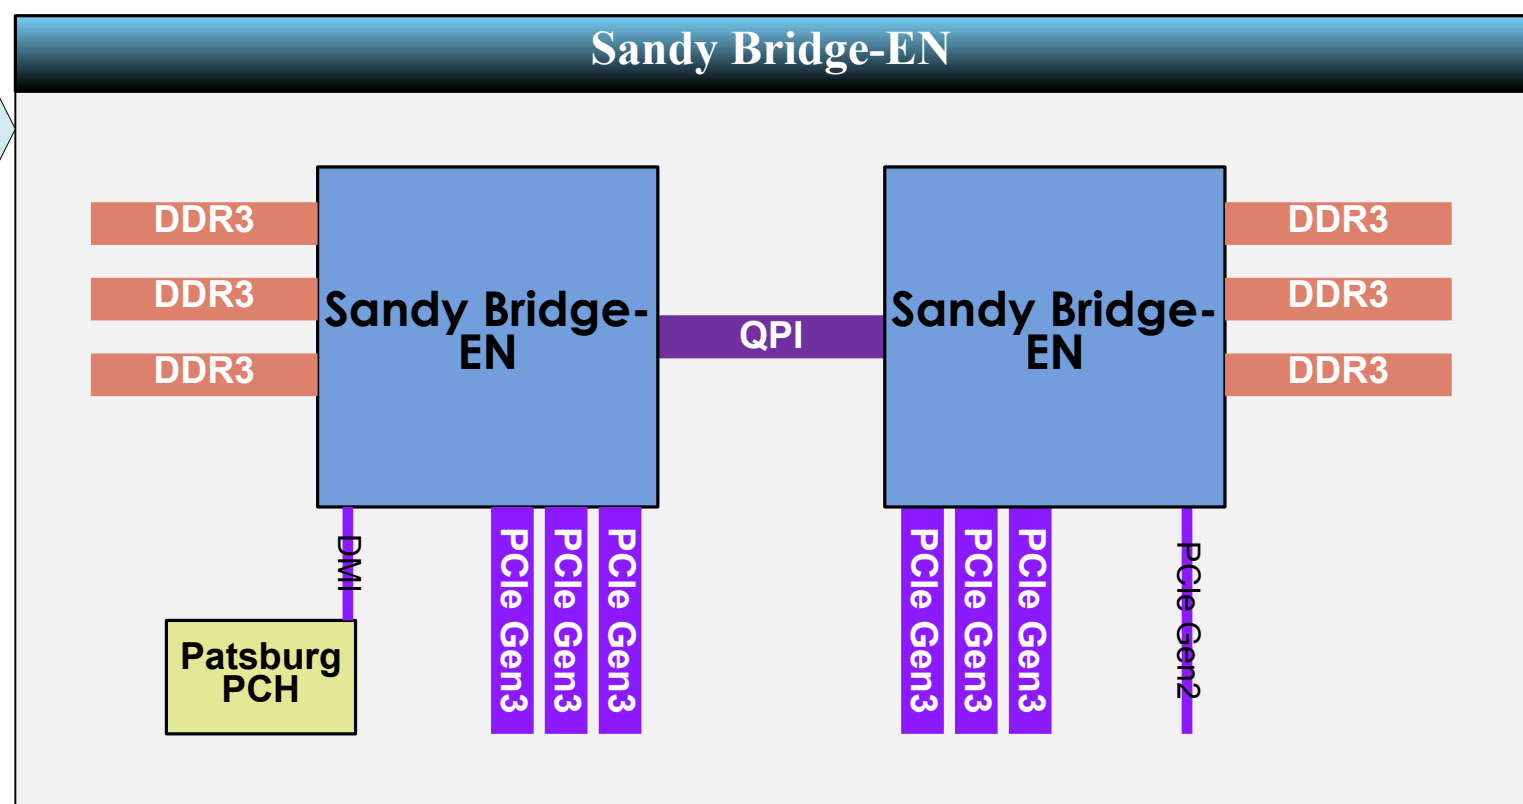 Sandy Bridge-EN
DDR3
DDR3
DDR3
Sandy Bridge-
EN
QPI
Sandy Bridge-
EN
DDR3
DDR3
DDR3
DMI
Patsburg
PCH
PCIe Gen3
PCIe Gen3
PCIe Gen3
PCIe Gen3
PCIe Gen3
PCIe Gen3
PCIe Gen2